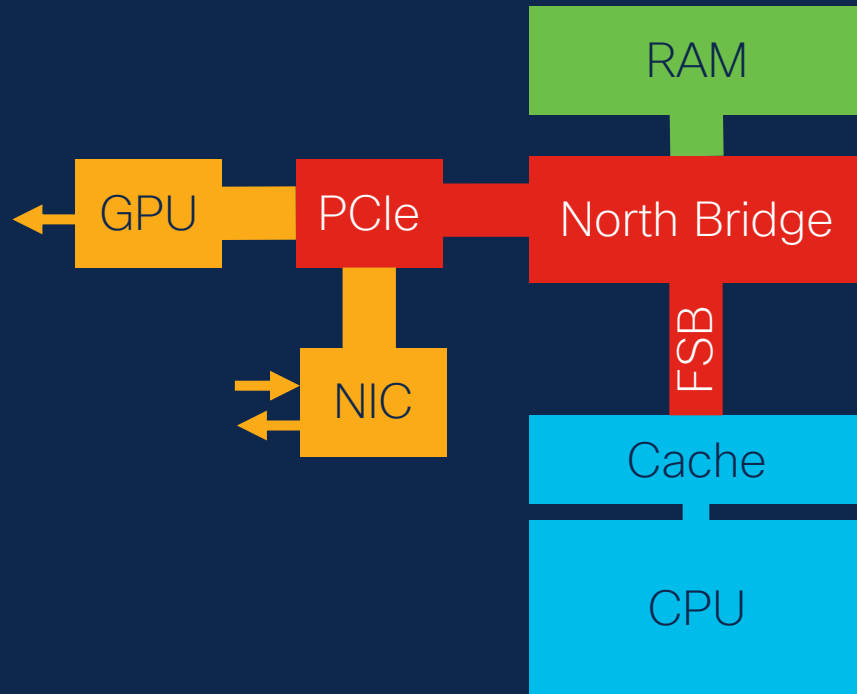 RAM
GPU
PCIe
North Bridge
FSB
NIC
Cache
CPU